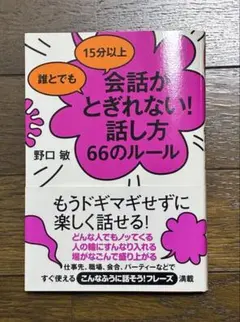 誰とでも
15分以上
会話が
とぎれない!
話し方
66のルール
野口 敏
もうドギマギせずに
楽しく話せる!
どんな人でもノッてくる
人の輪にすんなり入れる
場がなごんで盛り上がる
仕事先、職場、会合、パーティーなどで
すぐ使える こんなふうに話そう!フレーズ 満載